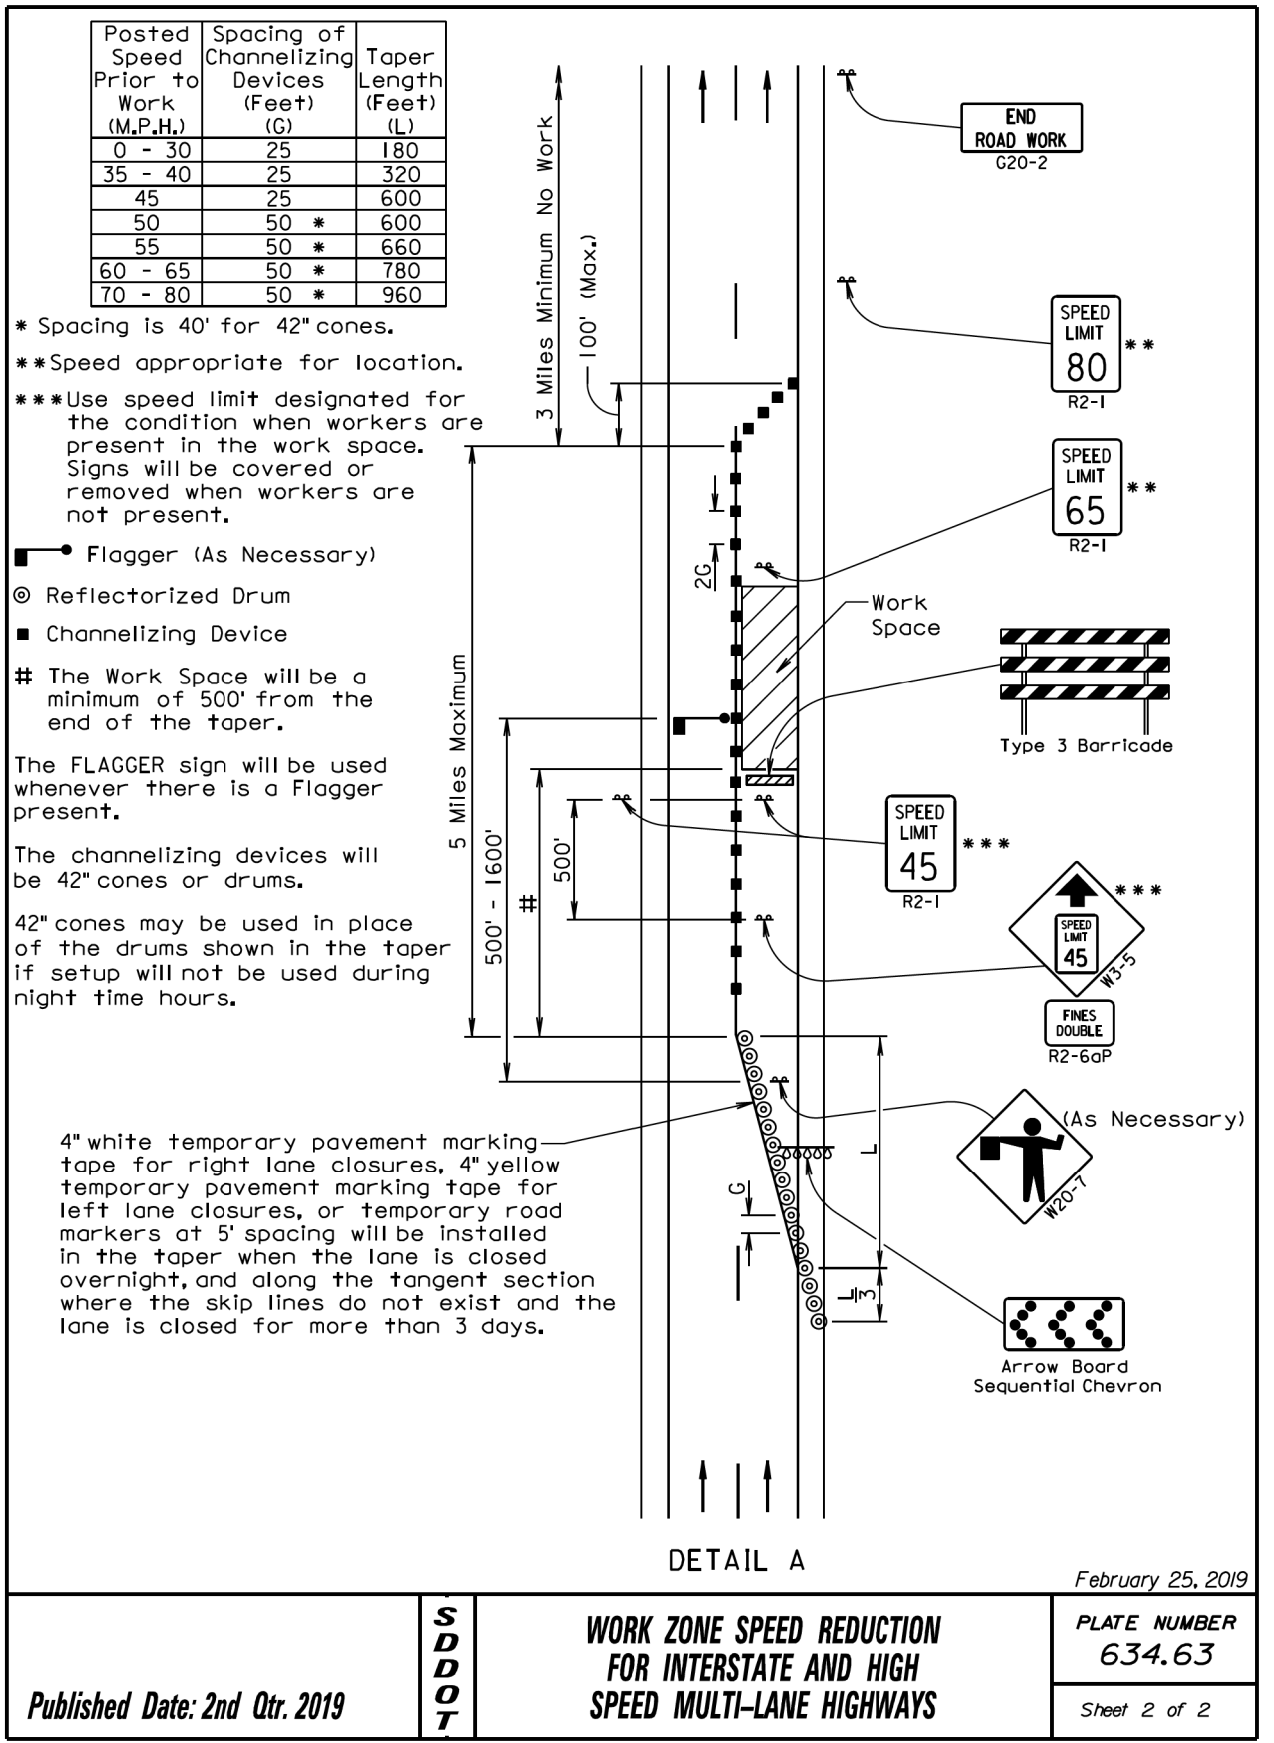 Posted Speed Prior to Work (M.P.H.) | Spacing of Channelizing Devices (Feet) (G) | Taper Length (Feet) (L)
0 - 30 25 180
35 - 40 25 320
45 25 600
50 50 * 600
55 50 * 660
60 - 65 50 * 780
70 - 80 50 * 960
* Spacing is 40' for 42" cones.
** Speed appropriate for location.
*** Use speed limit designated for
the condition when workers are
present in the work space.
Signs will be covered or
removed when workers are
not present.
Flagger (As Necessary)
Reflectorized Drum
Channelizing Device
# The Work Space will be a
minimum of 500' from the
end of the taper.
The FLAGGER sign will be used
whenever there is a Flagger
present.
The channelizing devices will
be 42" cones or drums.
42" cones may be used in place
of the drums shown in the taper
if setup will not be used during
night time hours.
4" white temporary pavement marking
tape for right lane closures, 4" yellow
temporary pavement marking tape for
left lane closures, or temporary road
markers at 5' spacing will be installed
in the taper when the lane is closed
overnight, and along the tangent section
where the skip lines do not exist and the
lane is closed for more than 3 days.
3 Miles Minimum No Work
100' (Max.)
2G
5 Miles Maximum
500' - 1600'
#
500'
G
L
L/3
END
ROAD WORK
G20-2
SPEED
LIMIT
80
**
R2-1
SPEED
LIMIT
65
**
R2-1
Work
Space
Type 3 Barricade
SPEED
LIMIT
45
***
R2-1
***
SPEED
LIMIT
45
W3-5
FINES
DOUBLE
R2-6aP
(As Necessary)
W20-7
Arrow Board
Sequential Chevron
DETAIL A
February 25, 2019
Published Date: 2nd Qtr. 2019
SDDOT
WORK ZONE SPEED REDUCTION
FOR INTERSTATE AND HIGH
SPEED MULTI-LANE HIGHWAYS
PLATE NUMBER
634.63
Sheet 2 of 2